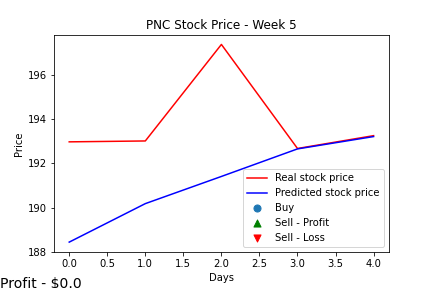 PNC Stock Price - Week 5
Price
196
194
192
190
188
Real stock price
Predicted stock price
Buy
Sell - Profit
Sell - Loss
0.0 0.5 1.0 1.5 2.0 2.5 3.0 3.5 4.0
Days
Profit - $0.0